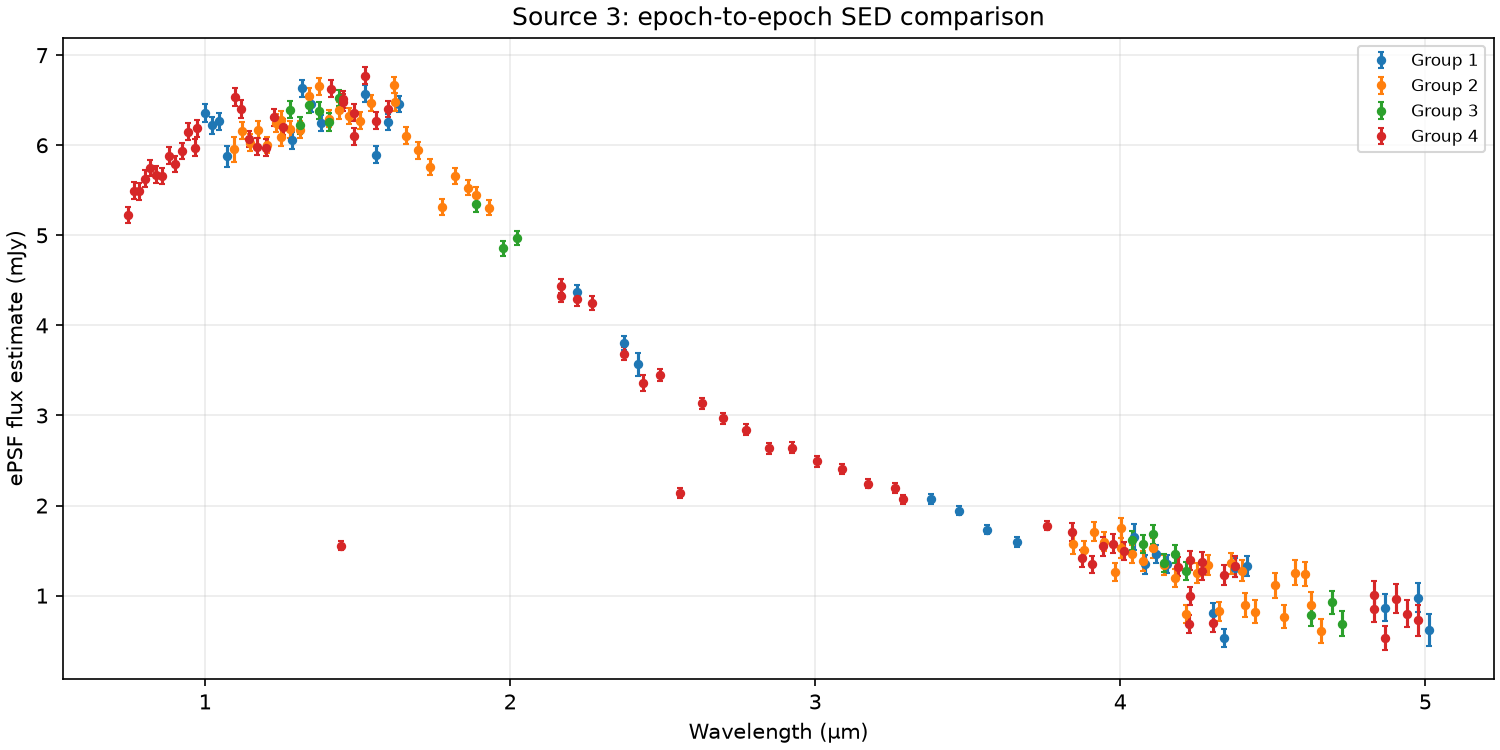 Source 3: epoch-to-epoch SED comparison
ePSF flux estimate (mJy)
7
6
5
4
3
2
1
Group 1
Group 2
Group 3
Group 4
1 2 3 4 5
Wavelength (μm)